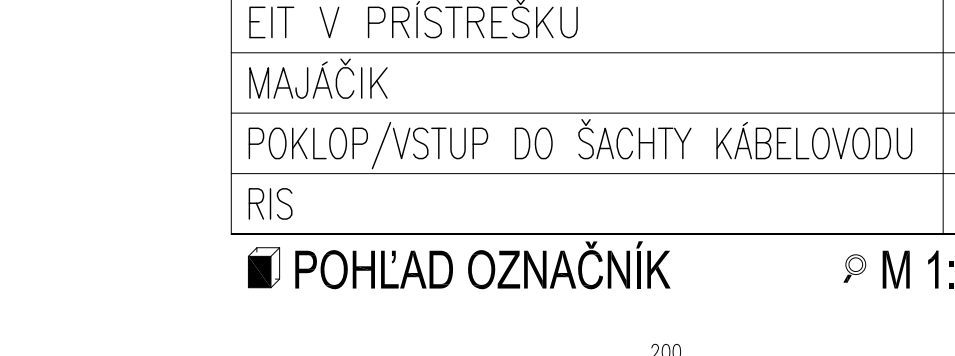 EIT V PRÍSTREŠKU
MAJÁČIK
POKLOP/VSTUP DO ŠACHTY KÁBELOVODU
RIS
POHĽAD OZNAČNÍK M 1:
200